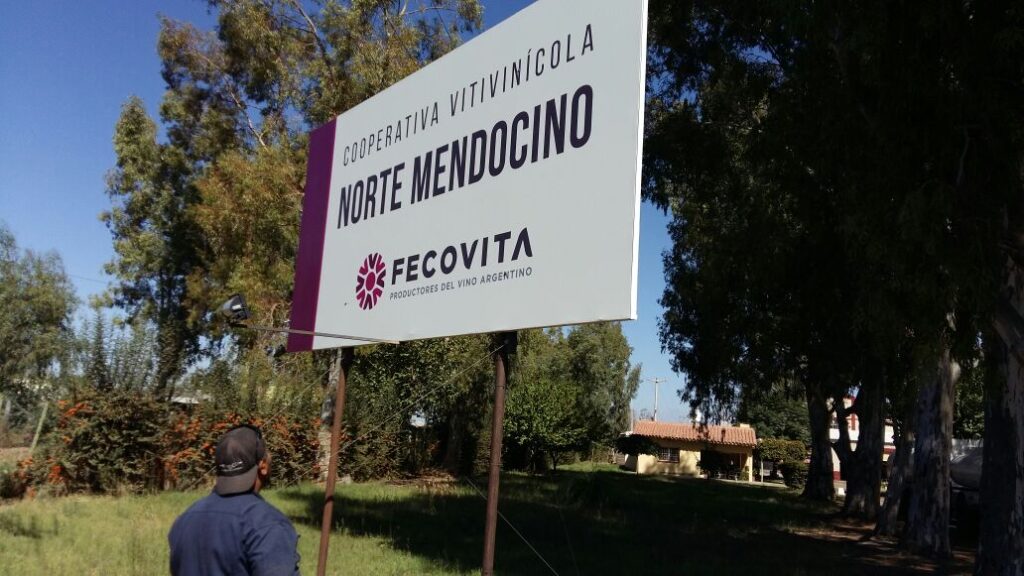 COOPERATIVA VITIVINÍCOLA
NORTE MENDOCINO
FECOVITA
PRODUCTORES DEL VINO ARGENTINO